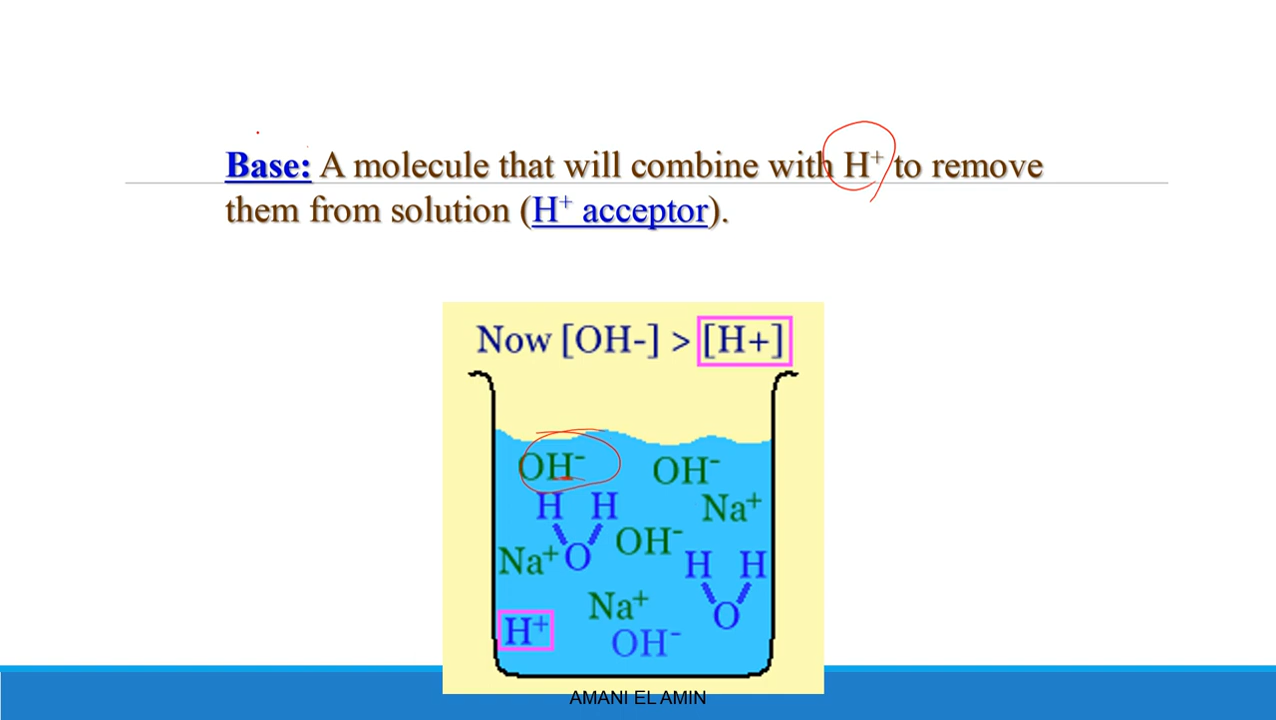 Base: A molecule that will combine with H⁺ to remove
them from solution (H⁺ acceptor).
Now [OH-] > [H+]
OH⁻ OH⁻
H H Na⁺
Na⁺ O OH⁻ H H
Na⁺ O
H⁺ OH⁻
AMANI EL AMIN